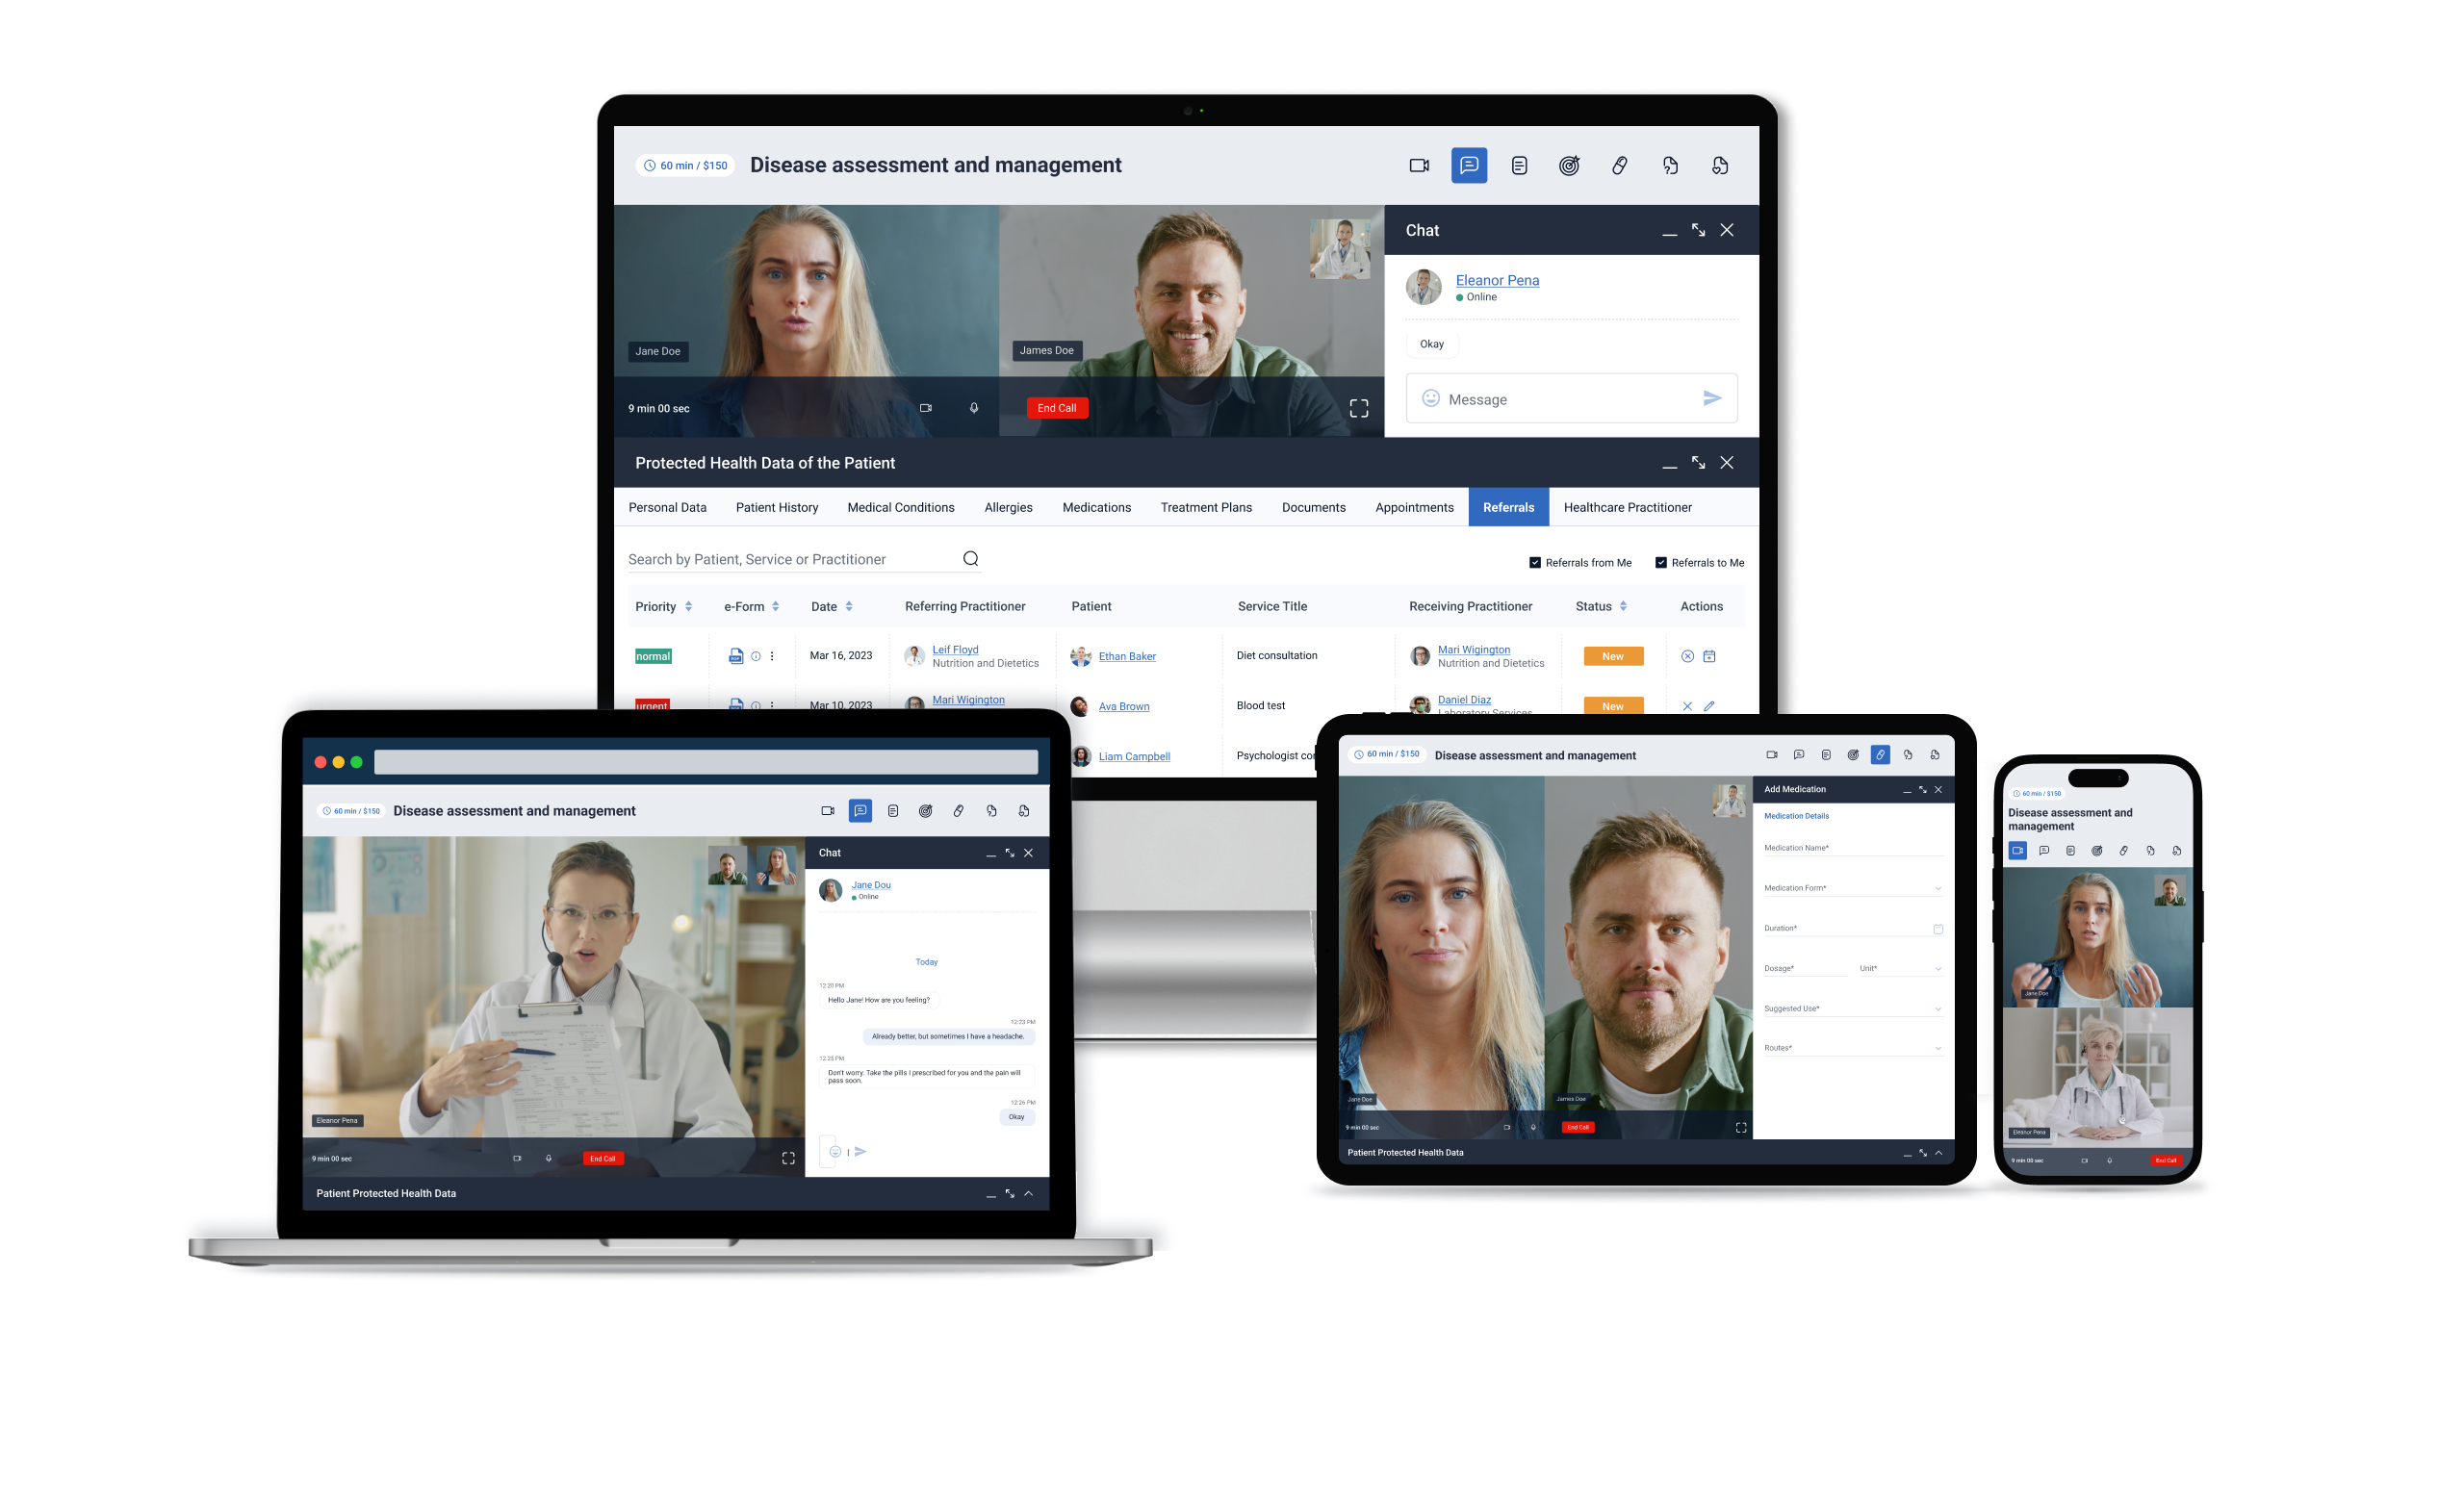 60 min / $150
Disease assessment and management
Jane Doe
James Doe
9 min 00 sec
End Call
Chat
Eleanor Pena
Online
Okay
Message
Protected Health Data of the Patient
Personal Data Patient History Medical Conditions Allergies Medications Treatment Plans Documents Appointments Referrals Healthcare Practitioner
Search by Patient, Service or Practitioner
Referrals from Me Referrals to Me
Priority e-Form Date Referring Practitioner Patient Service Title Receiving Practitioner Status Actions
normal PDF Mar 16, 2023 Leif Floyd Ethan Baker Diet consultation Mari Wigington New
Nutrition and Dietetics Nutrition and Dietetics
urgent Mar 10, 2023 Mari Wigington Ava Brown Blood test Daniel Diaz New
Laboratory Services
Liam Campbell Psychologist
60 min / $150
Disease assessment and management
Eleanor Pena
9 min 00 sec
End Call
Chat
Jane Dou
Online
Today
12:20 PM
Hello Jane! How are you feeling?
12:23 PM
Already better, but sometimes I have a headache.
12:25 PM
Don't worry. Take the pills I prescribed for you and the pain will
pass soon.
12:26 PM
Okay
Patient Protected Health Data
60 min / $150
Disease assessment and management
Jane Doe
James Doe
9 min 00 sec
End Call
Add Medication
Medication Details
Medication Name*
Medication Form*
Duration*
Dosage* Unit*
Suggested Use*
Routes*
Patient Protected Health Data
60 min / $150
Disease assessment and
management
Jane Doe
Eleanor Pena
9 min 00 sec
End Call